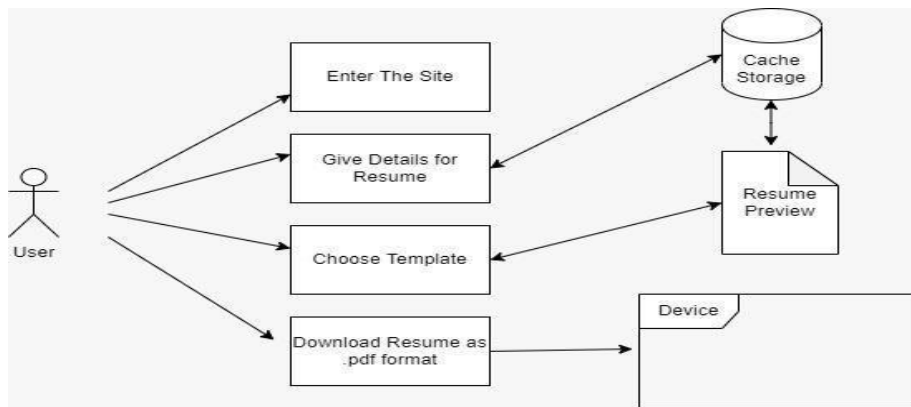 Enter The Site
Cache
Storage
Give Details for
Resume
Resume
Preview
User
Choose Template
Device
Download Resume as
.pdf format